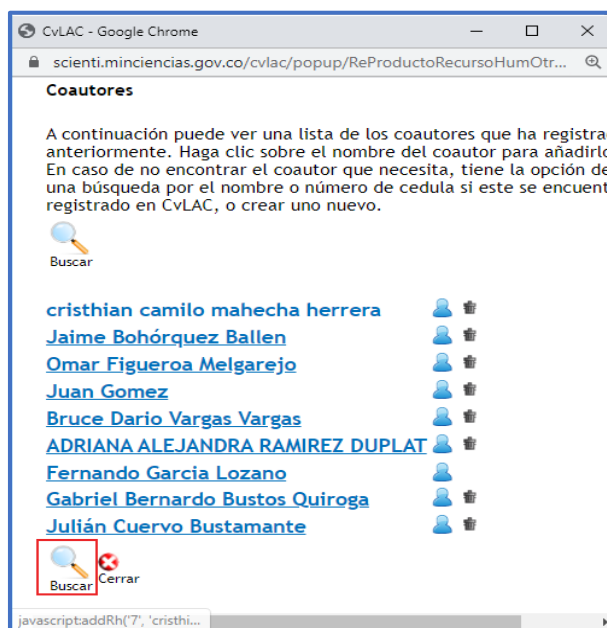 CvLAC - Google Chrome
scienti.minciencias.gov.co/cvlac/popup/ReProductoRecursoHumOtr...
Coautores
A continuación puede ver una lista de los coautores que ha registra
anteriormente. Haga clic sobre el nombre del coautor para añadirlo
En caso de no encontrar el coautor que necesita, tiene la opción de
una búsqueda por el nombre o número de cedula si este se encuent
registrado en CvLAC, o crear uno nuevo.
Buscar
cristhian camilo mahecha herrera
Jaime Bohórquez Ballen
Omar Figueroa Melgarejo
Juan Gomez
Bruce Dario Vargas Vargas
ADRIANA ALEJANDRA RAMIREZ DUPLAT
Fernando Garcia Lozano
Gabriel Bernardo Bustos Quiroga
Julián Cuervo Bustamante
Buscar Cerrar
javascript:addRh('7', 'cristhi...